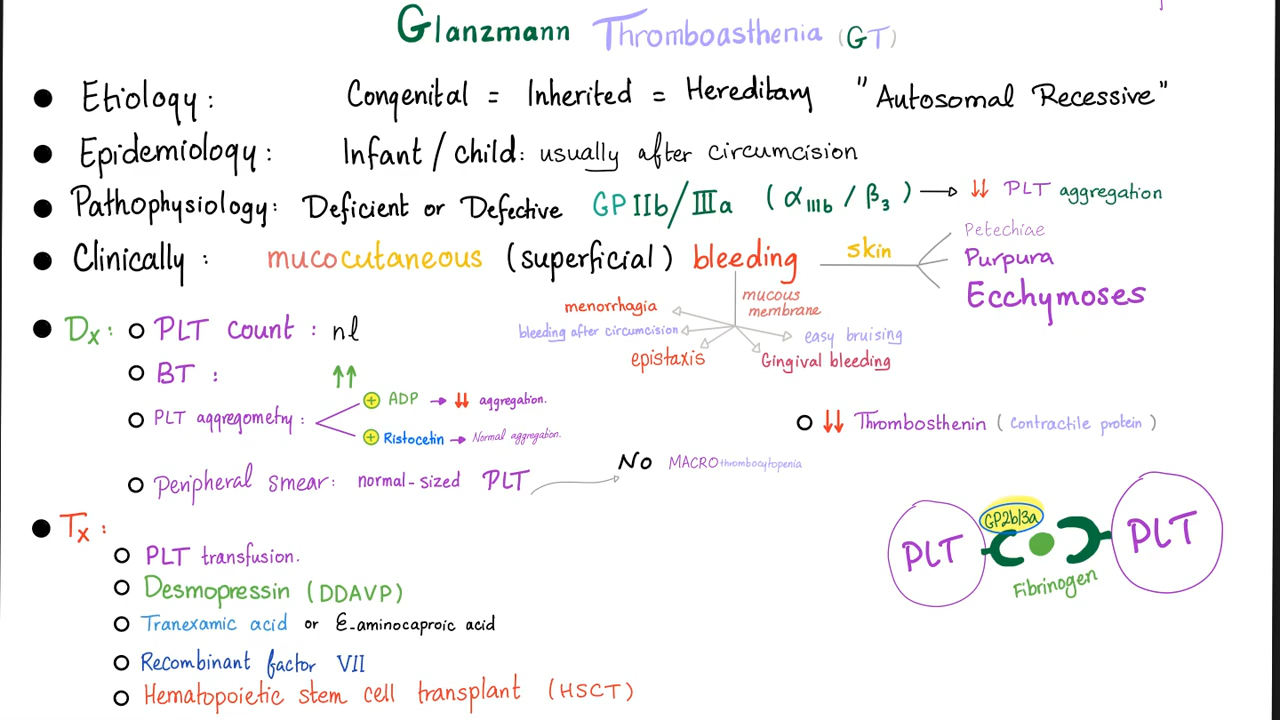 Glanzmann Thromboasthenia (GT)
Etiology: Congenital = Inherited = Hereditary "Autosomal Recessive"
Epidemiology: Infant / child: usually after circumcision
Pathophysiology: Deficient or Defective GPIIb/IIIa (αIIIb / β3) → ↓↓ PLT aggregation
Clinically: mucocutaneous (superficial) bleeding skin
Petechiae
Purpura
Ecchymoses
mucous membrane
menorrhagia
bleeding after circumcision
epistaxis
Gingival bleeding
easy bruising
Dx: PLT count: nl
BT: ↑↑
PLT aggregometry:
+ ADP → ↓↓ aggregation.
+ Ristocetin → Normal aggregation.
↓↓ Thrombosthenin (contractile protein)
Peripheral smear: normal-sized PLT
No MACROthrombocytopenia
Tx:
PLT transfusion.
Desmopressin (DDAVP)
Tranexamic acid or Ɛ-aminocaproic acid
Recombinant factor VII
Hematopoietic stem cell transplant (HSCT)
PLT GP2b/3a PLT
Fibrinogen